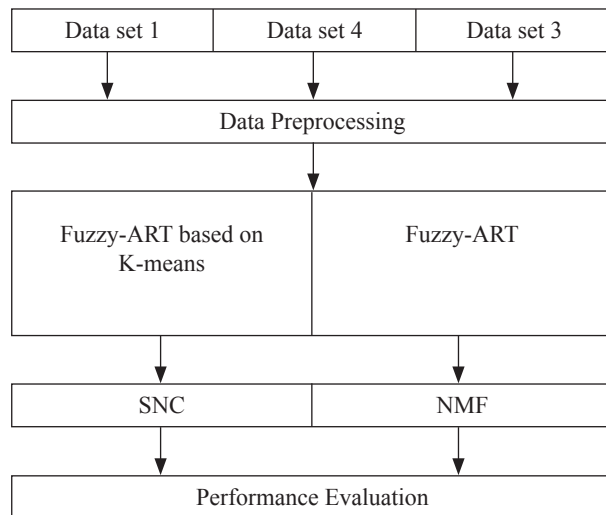 Data set 1
Data set 4
Data set 3
Data Preprocessing
Fuzzy-ART based on
K-means
Fuzzy-ART
SNC
NMF
Performance Evaluation